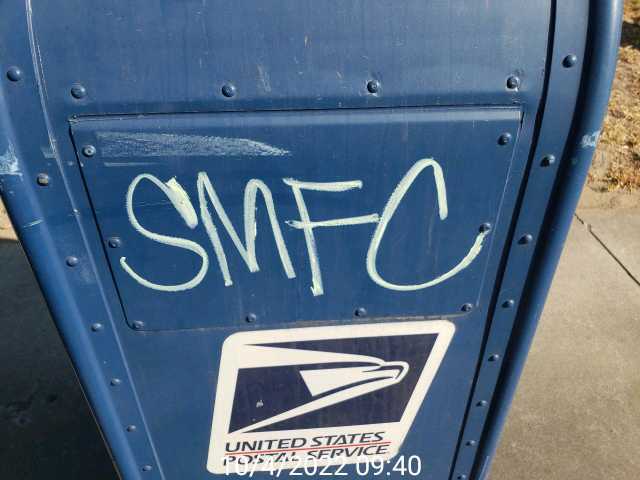 SMFC
UNITED STATES
POSTAL SERVICE
10/4/2022 09:40